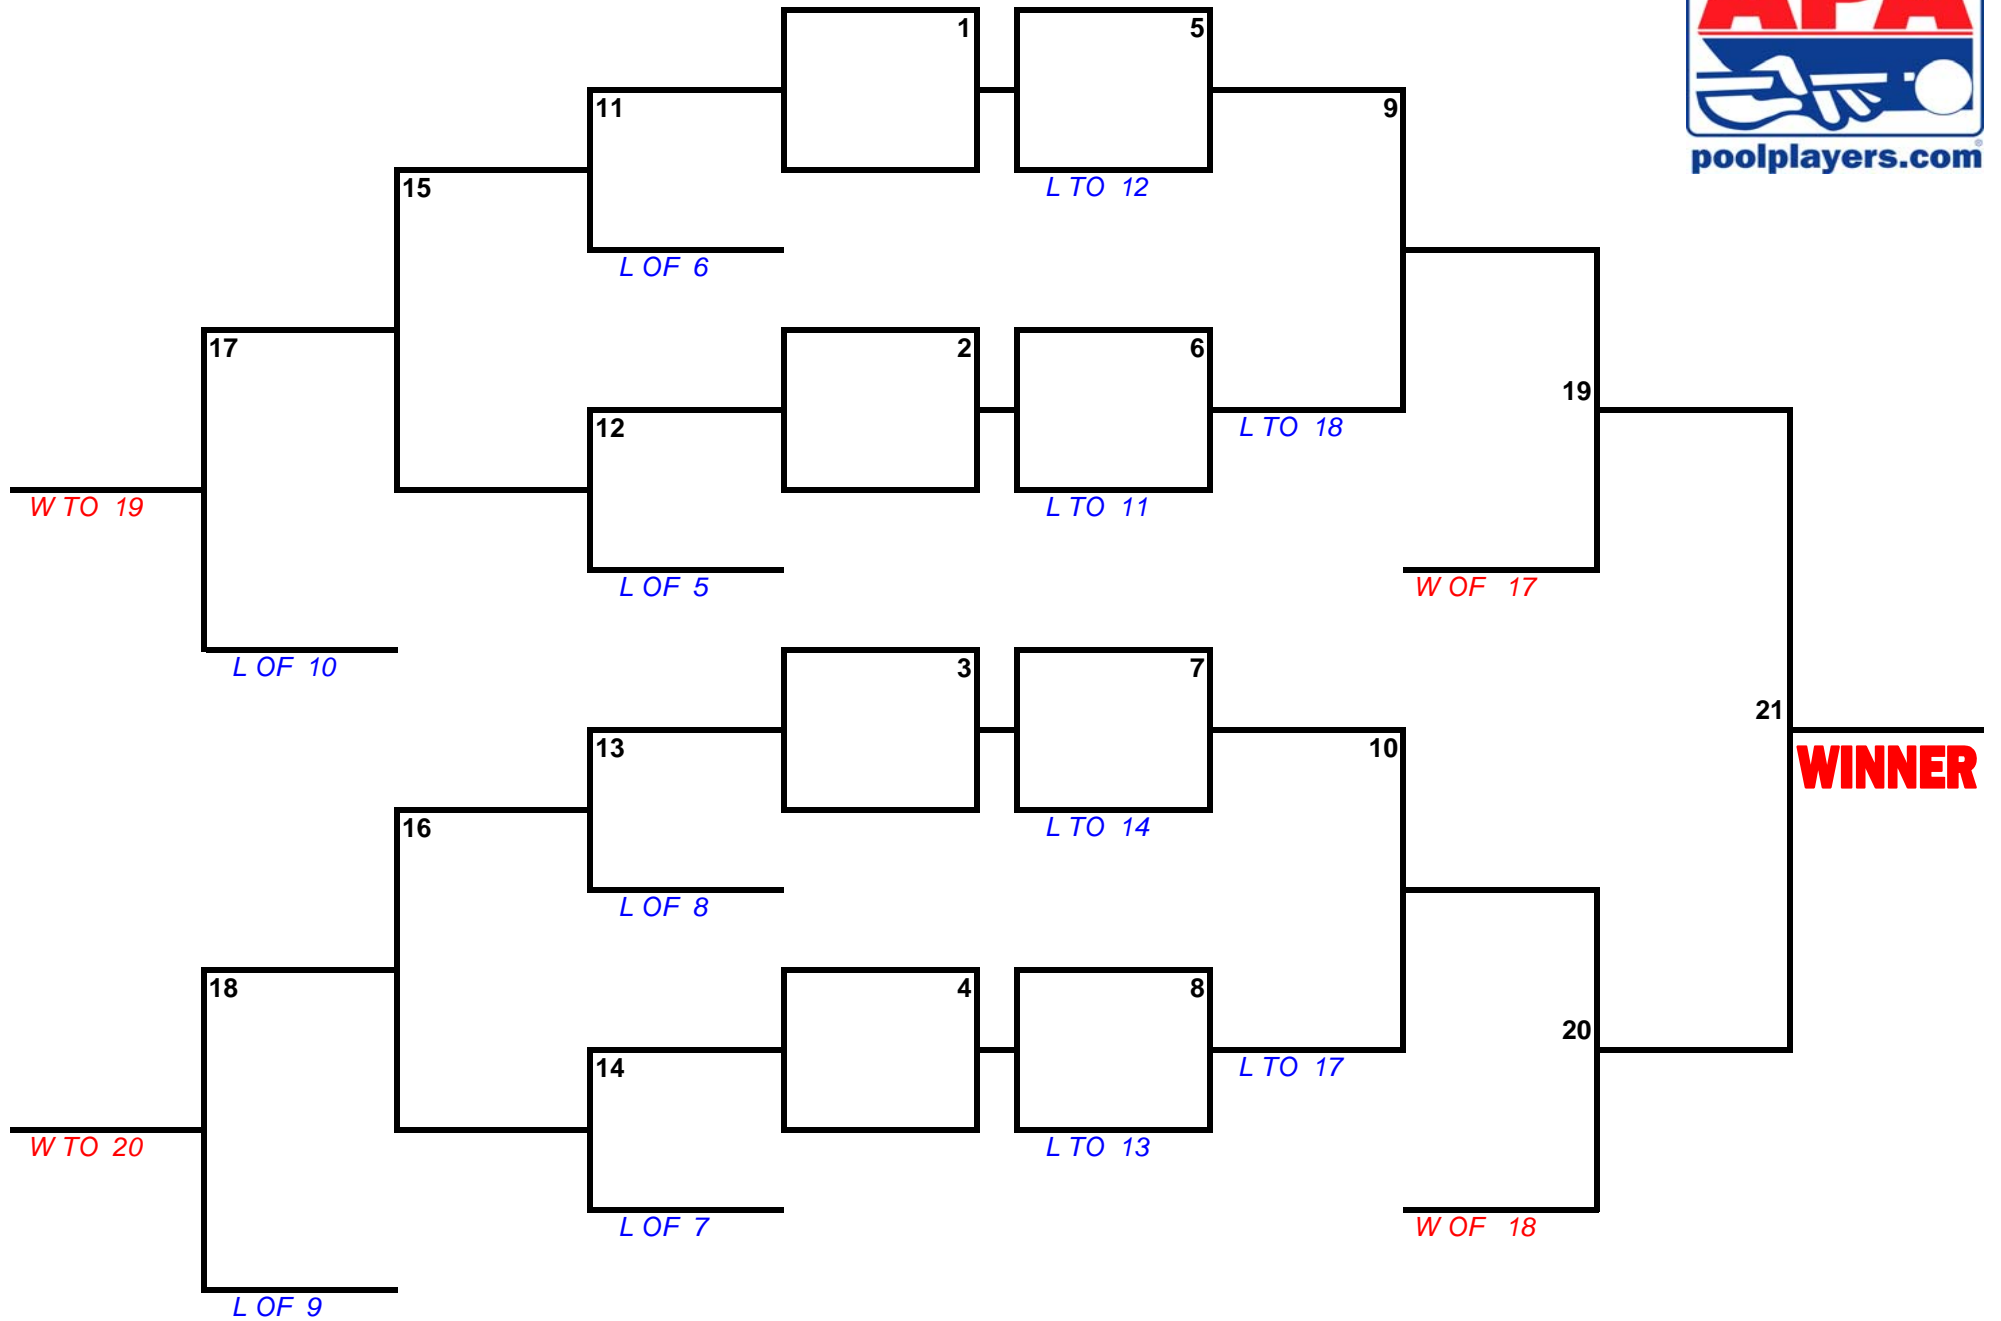 APA
poolplayers.com
1
5
11
9
15
L TO 12
L OF 6
17
2
6
19
12
L TO 18
W TO 19
L TO 11
L OF 5
W OF 17
L OF 10
3
7
21
13
10
WINNER
16
L TO 14
L OF 8
18
4
8
20
14
L TO 17
W TO 20
L TO 13
L OF 7
W OF 18
L OF 9